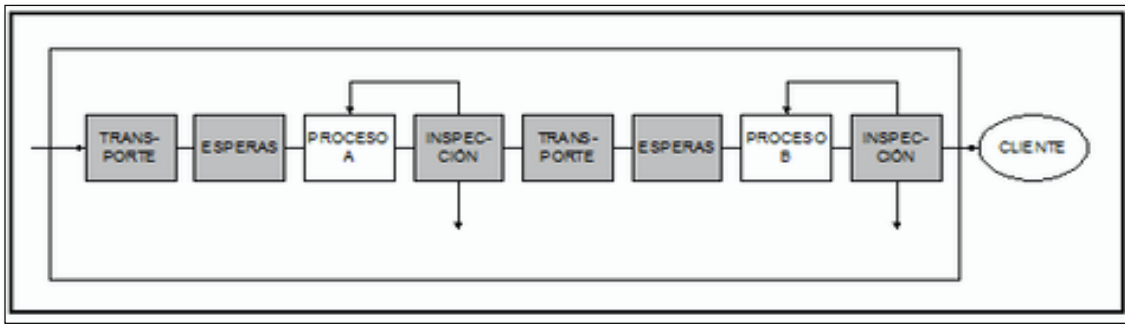 TRANS-
PORTE
ESPERAS
PROCESO
A
INSPEC-
CIÓN
TRANS-
PORTE
ESPERAS
PROCESO
B
INSPEC-
CIÓN
CLIENTE